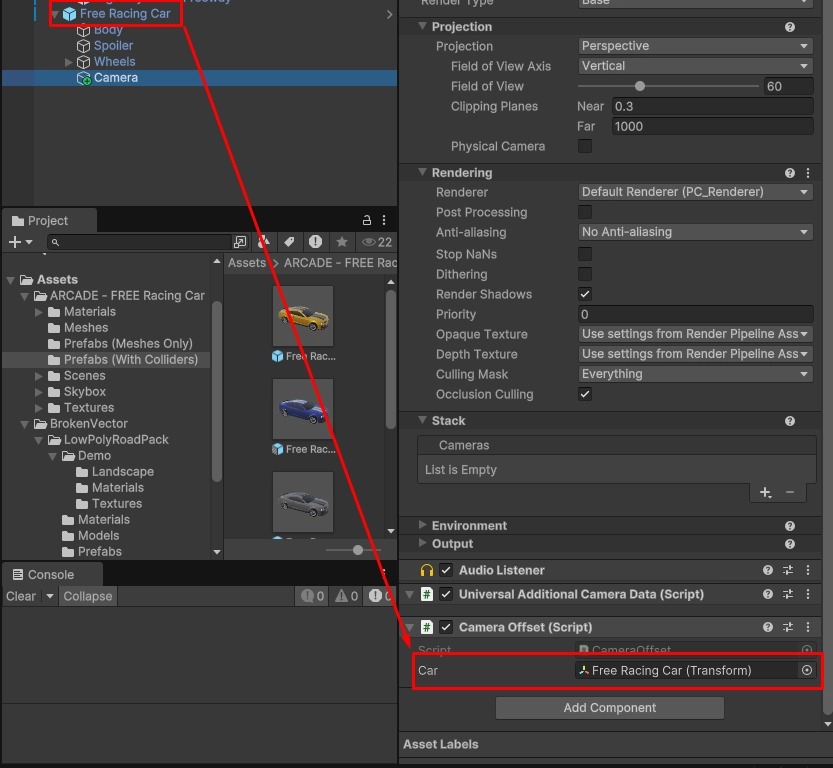 Free Racing Car
Body
Spoiler
Wheels
Camera
Project
22
Assets > ARCADE - FREE Rac
Assets
ARCADE - FREE Racing Car
Materials
Meshes
Prefabs (Meshes Only)
Prefabs (With Colliders)
Scenes
Skybox
Textures
BrokenVector
LowPolyRoadPack
Demo
Landscape
Materials
Textures
Materials
Models
Prefabs
Free Rac...
Free Rac...
Console
Clear
Collapse
0
0
0
Render Type Base
Projection
Projection Perspective
Field of View Axis Vertical
Field of View 60
Clipping Planes Near 0.3
Far 1000
Physical Camera
Rendering
Renderer Default Renderer (PC_Renderer)
Post Processing
Anti-aliasing No Anti-aliasing
Stop NaNs
Dithering
Render Shadows
Priority 0
Opaque Texture Use settings from Render Pipeline Ass
Depth Texture Use settings from Render Pipeline Ass
Culling Mask Everything
Occlusion Culling
Stack
Cameras
List is Empty
Environment
Output
Audio Listener
# Universal Additional Camera Data (Script)
# Camera Offset (Script)
Script CameraOffset
Car Free Racing Car (Transform)
Add Component
Asset Labels